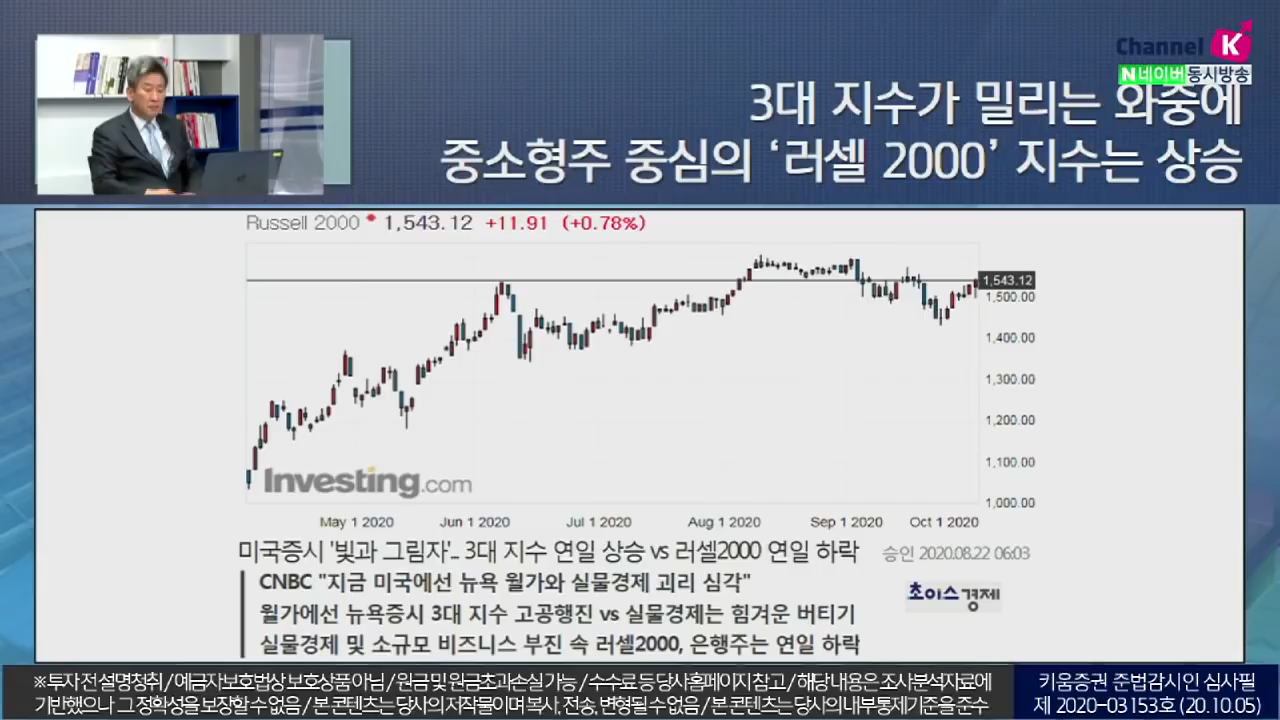 Channel K
N 네이버 동시방송
3대 지수가 밀리는 와중에
중소형주 중심의 ‘러셀 2000’ 지수는 상승
Russell 2000 1,543.12 +11.91 (+0.78%)
1,543.12
1,500.00
1,400.00
1,300.00
1,200.00
1,100.00
1,000.00
Investing.com
May 1 2020 Jun 1 2020 Jul 1 2020 Aug 1 2020 Sep 1 2020 Oct 1 2020
미국증시 '빛과 그림자'... 3대 지수 연일 상승 vs 러셀2000 연일 하락 승인 2020.08.22 06:03
CNBC "지금 미국에선 뉴욕 월가와 실물경제 괴리 심각"
초이스경제
월가에선 뉴욕증시 3대 지수 고공행진 vs 실물경제는 힘겨운 버티기
실물경제 및 소규모 비즈니스 부진 속 러셀2000, 은행주는 연일 하락
※ 투자 전 설명청취 / 예금자보호법상 보호상품 아님 / 원금 및 원금초과손실 가능 / 수수료 등 당사홈페이지 참고 / 해당 내용은 조사분석자료에
기반했으나 그 정확성을 보장할 수 없음 / 본 콘텐츠는 당사의 저작물이며 복사, 전송, 변형될 수 없음 / 본 콘텐츠는 당사의 내부통제기준을 준수
키움증권 준법감시인 심사필
제 2020-03153호 (20.10.05)